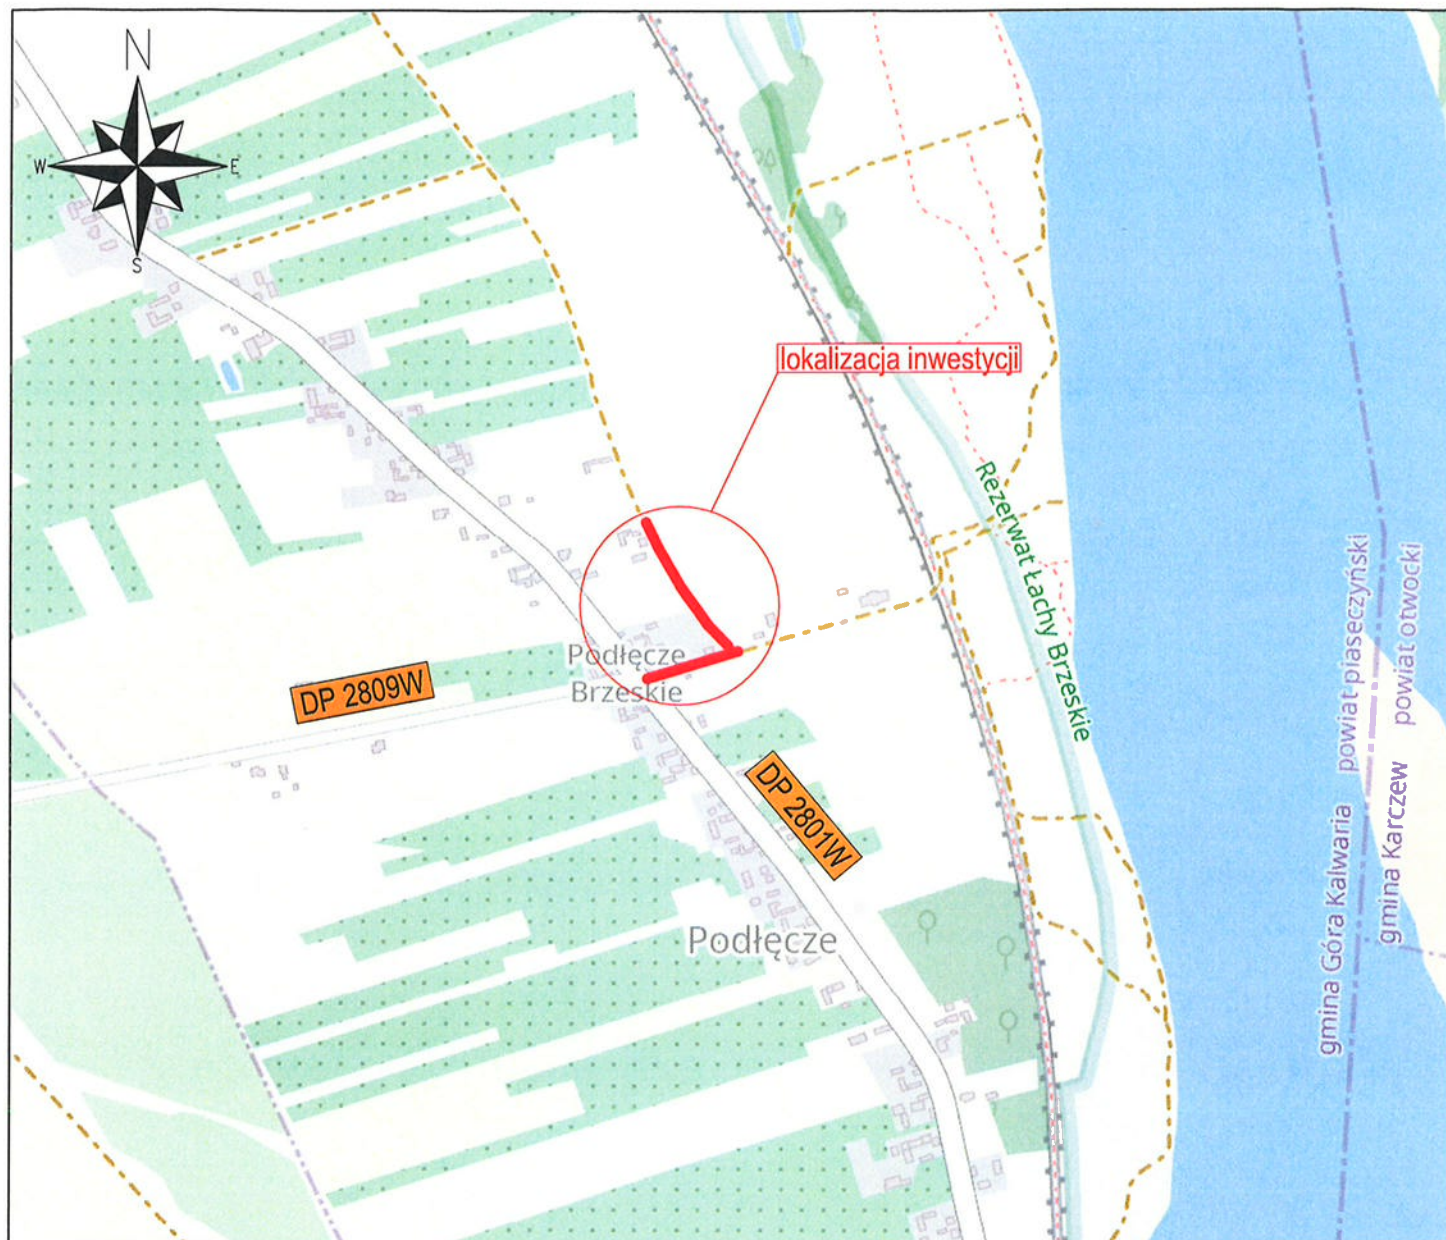 N
W
E
S
lokalizacja inwestycji
Rezerwat Łachy Brzeskie
Podłęcze
Brzeskie
DP 2809W
DP 2801W
Podłęcze
gmina Góra Kalwaria powiat piaseczyński
gmina Karczew powiat otwocki